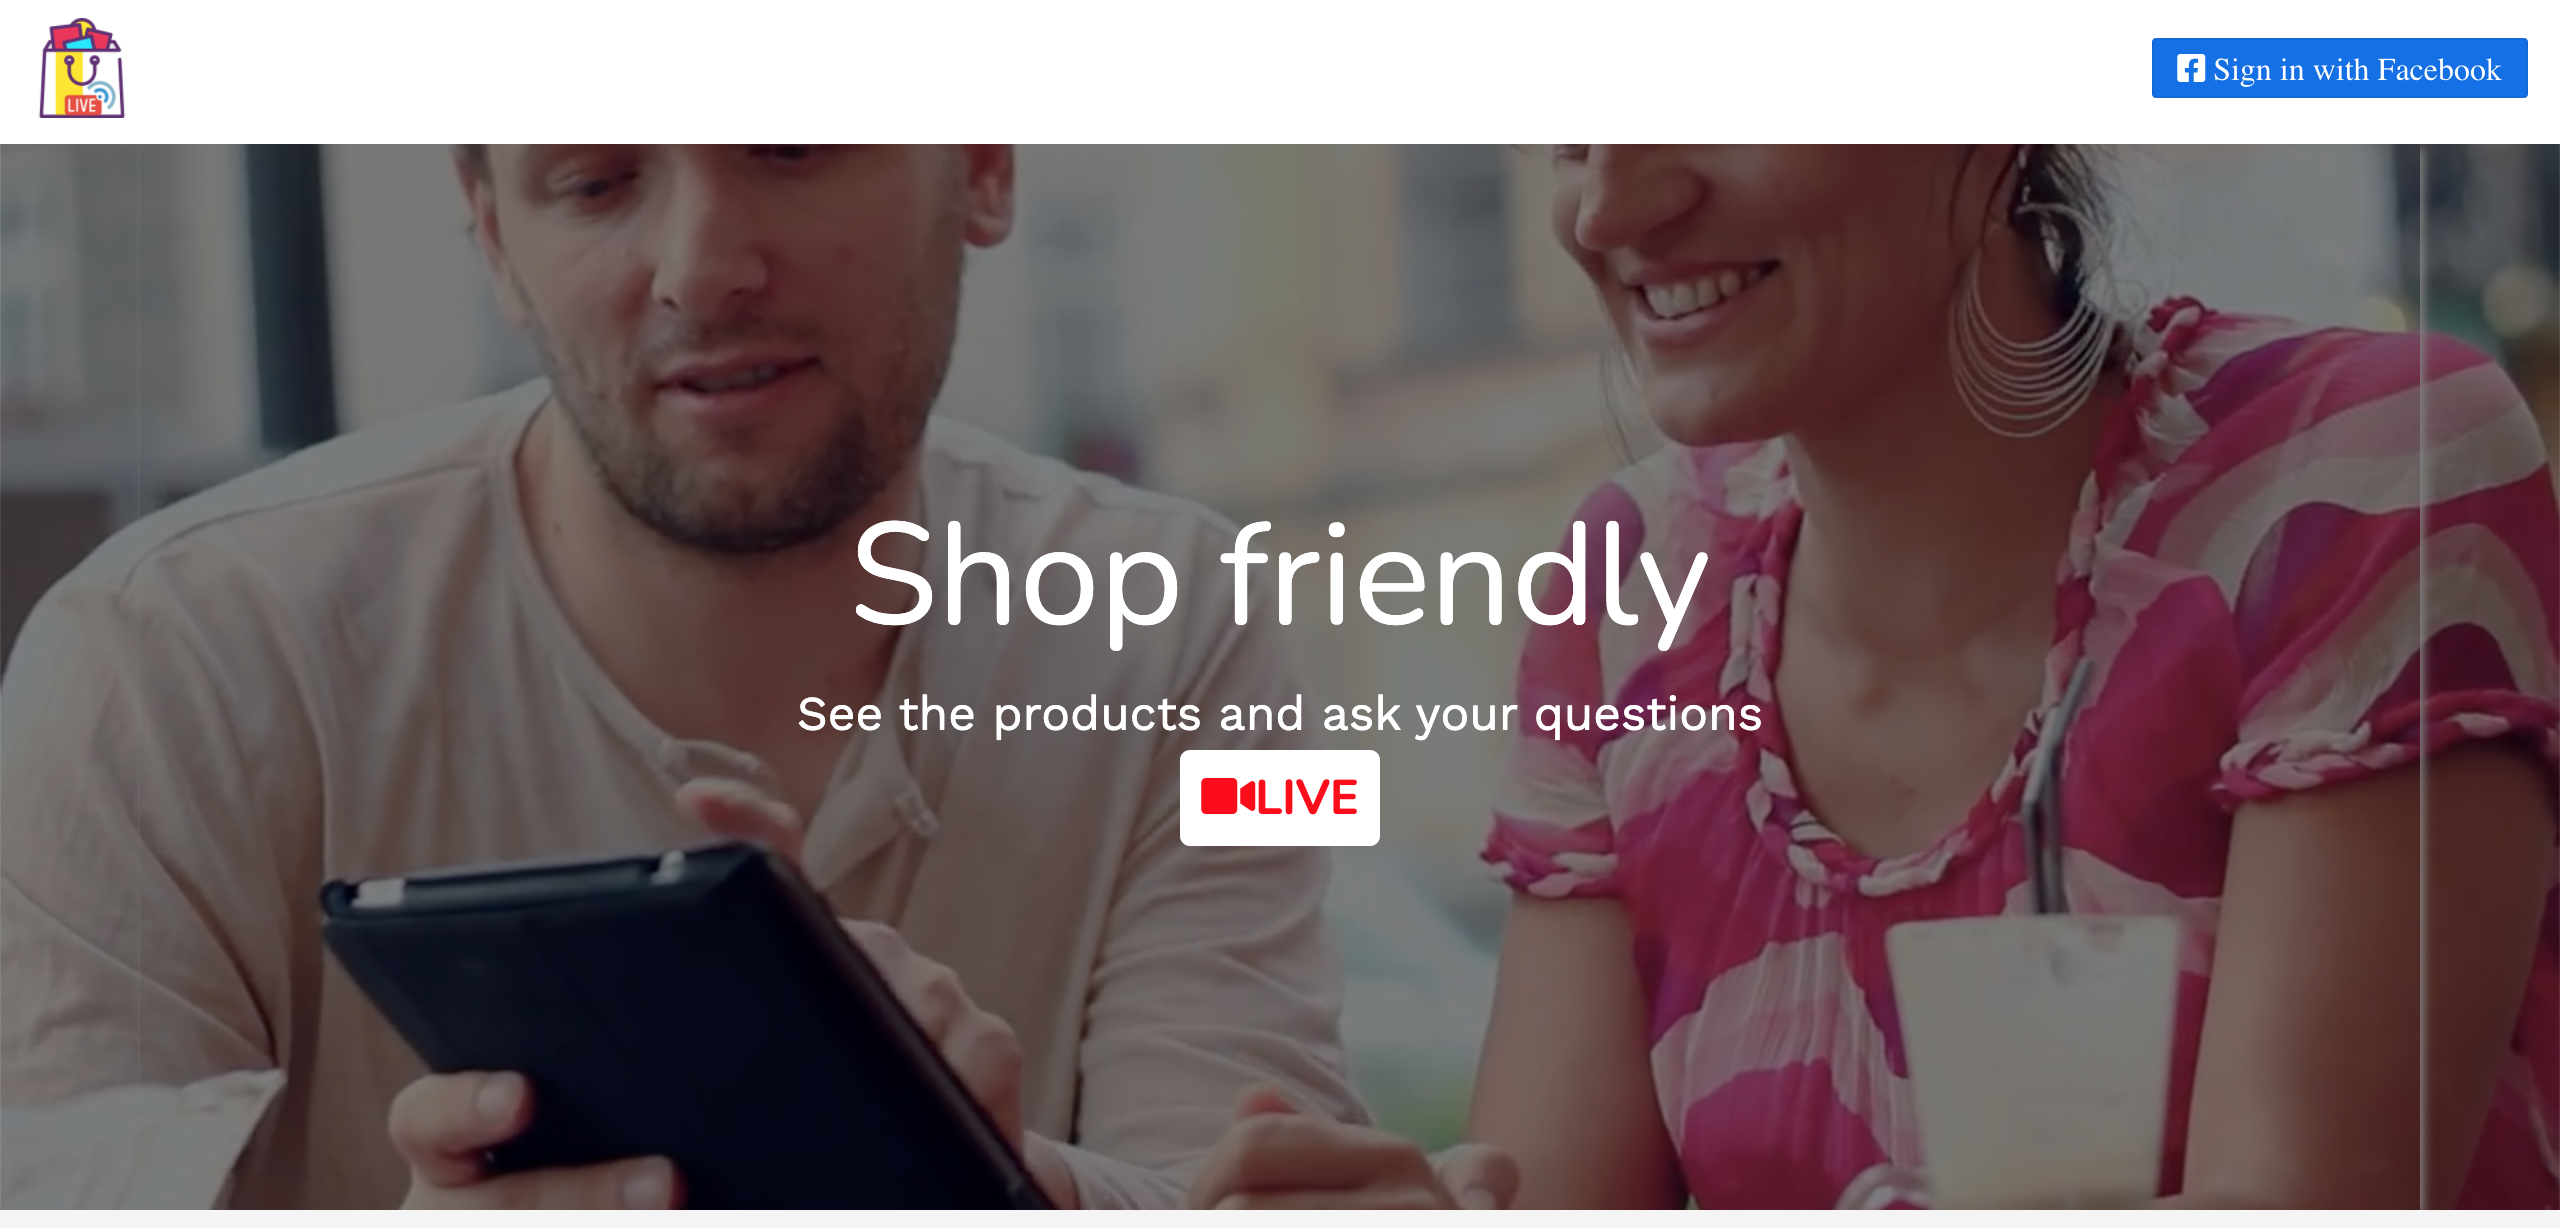 LIVE
Sign in with Facebook
Shop friendly
See the products and ask your questions
LIVE